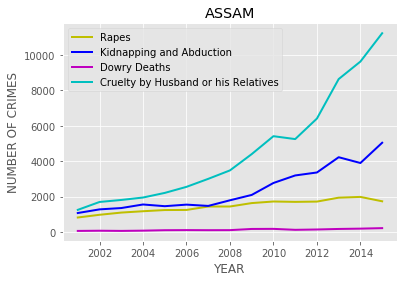 ASSAM
Rapes
Kidnapping and Abduction
Dowry Deaths
Cruelty by Husband or his Relatives
NUMBER OF CRIMES
10000
8000
6000
4000
2000
0
2002 2004 2006 2008 2010 2012 2014
YEAR